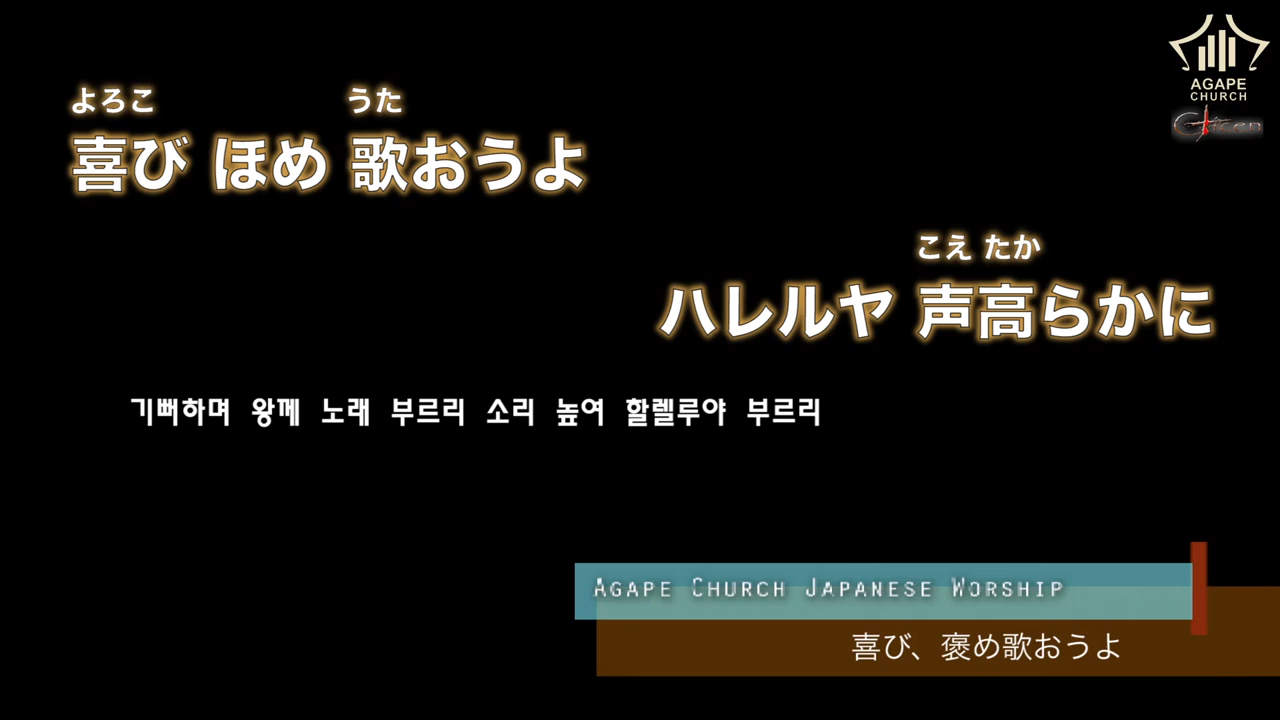 AGAPE
CHURCH
よろこ うた
喜び ほめ 歌おうよ
こえ たか
ハレルヤ 声高らかに
기뻐하며 왕께 노래 부르리 소리 높여 할렐루야 부르리
Agape Church Japanese Worship
喜び、褒め歌おうよ